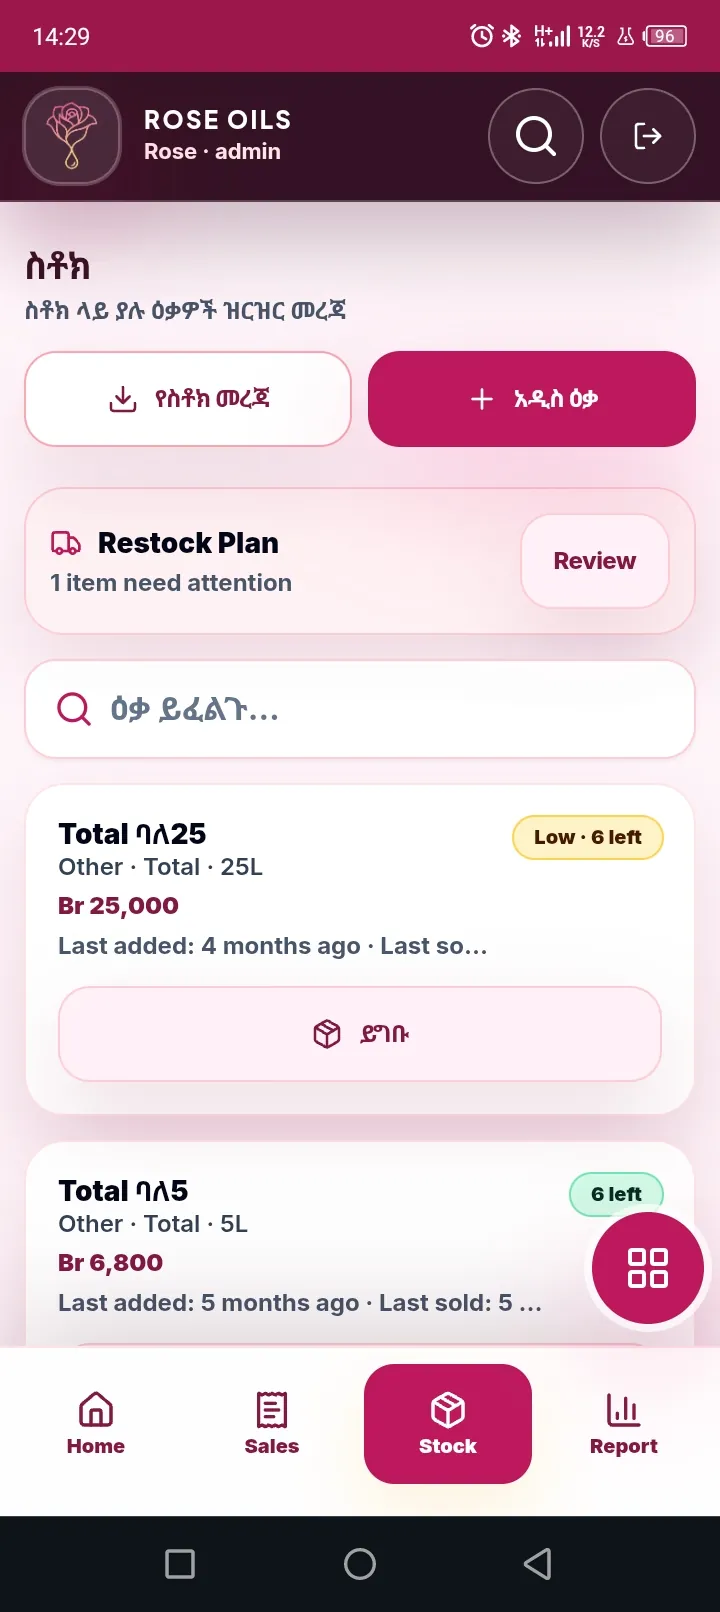 14:29
H+
12.2
K/S
96
ROSE OILS
Rose · admin
ስቶክ
ስቶክ ላይ ያሉ ዕቃዎች ዝርዝር መረጃ
የስቶክ መረጃ
አዲስ ዕቃ
Restock Plan
1 item need attention
Review
ዕቃ ይፈልጉ...
Total ባለ25
Low · 6 left
Other · Total · 25L
Br 25,000
Last added: 4 months ago · Last so...
ይግቡ
Total ባለ5
6 left
Other · Total · 5L
Br 6,800
Last added: 5 months ago · Last sold: 5 ...
Home
Sales
Stock
Report